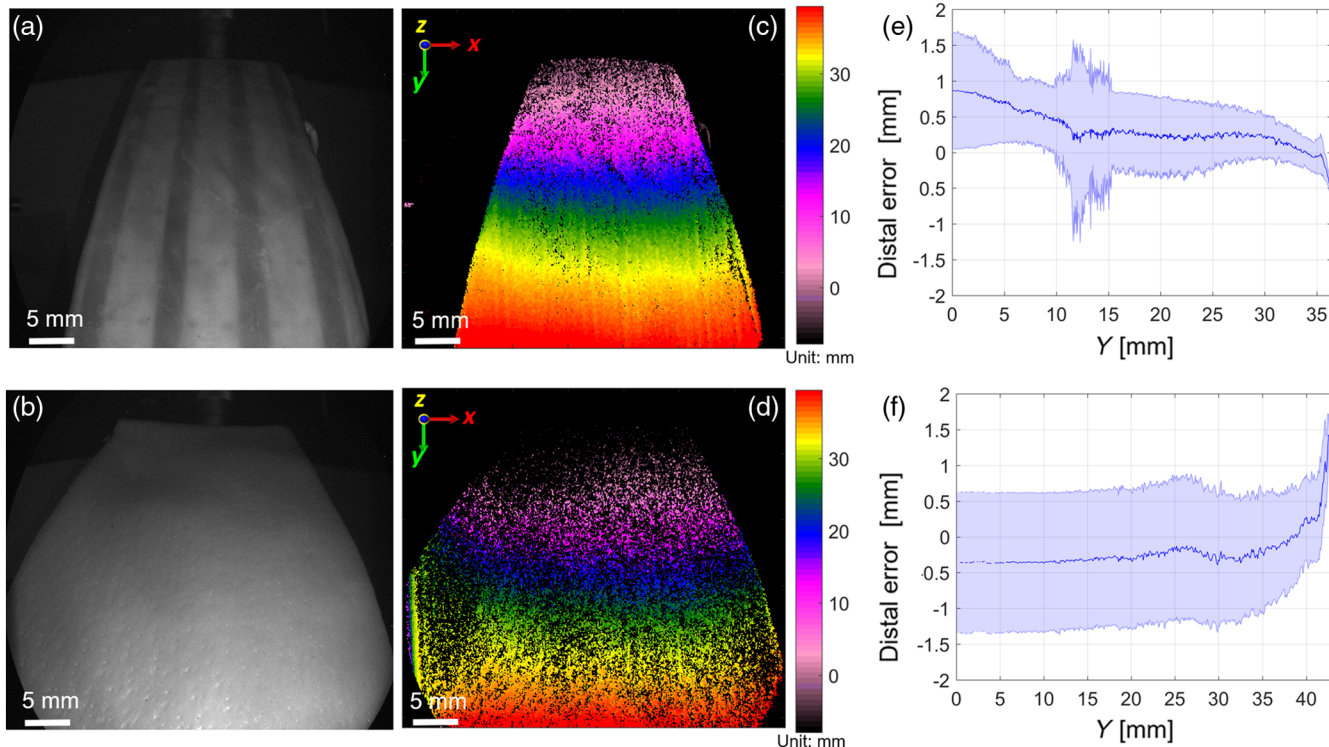 (a)
5 mm
z
x
y
(c)
5 mm
30
20
10
0
Unit: mm
(e)
Distal error [mm]
2
1.5
1
0.5
0
0.5
-1
-1.5
-2
0 5 10 15 20 25 30 35
Y [mm]
(b)
5 mm
z
x
y
(d)
5 mm
30
20
10
0
Unit: mm
(f)
Distal error [mm]
2
1.5
1
0.5
0
-0.5
-1
-1.5
-2
0 5 10 15 20 25 30 35 40
Y [mm]